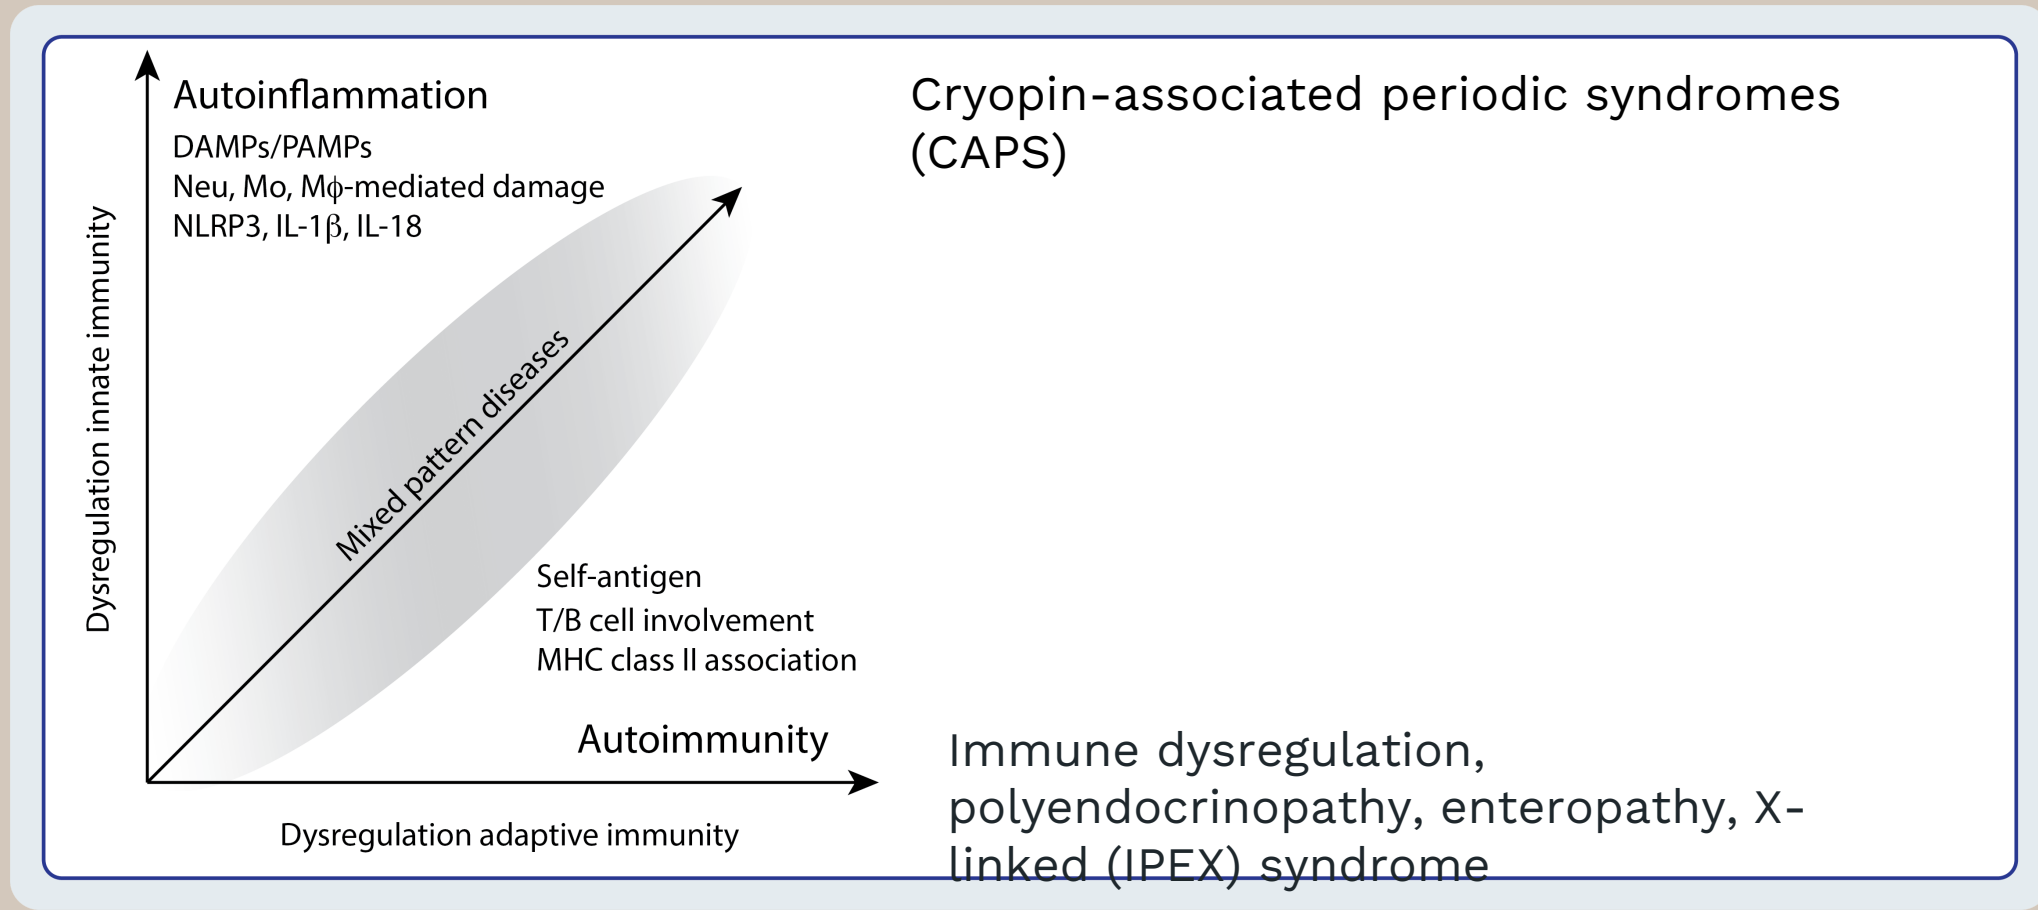 Autoinflammation
DAMPs/PAMPs
Neu, Mo, Mϕ-mediated damage
NLRP3, IL-1β, IL-18
Dysregulation innate immunity
Mixed pattern diseases
Self-antigen
T/B cell involvement
MHC class II association
Autoimmunity
Dysregulation adaptive immunity
Cryopin-associated periodic syndromes
(CAPS)
Immune dysregulation,
polyendocrinopathy, enteropathy, X-
linked (IPEX) syndrome